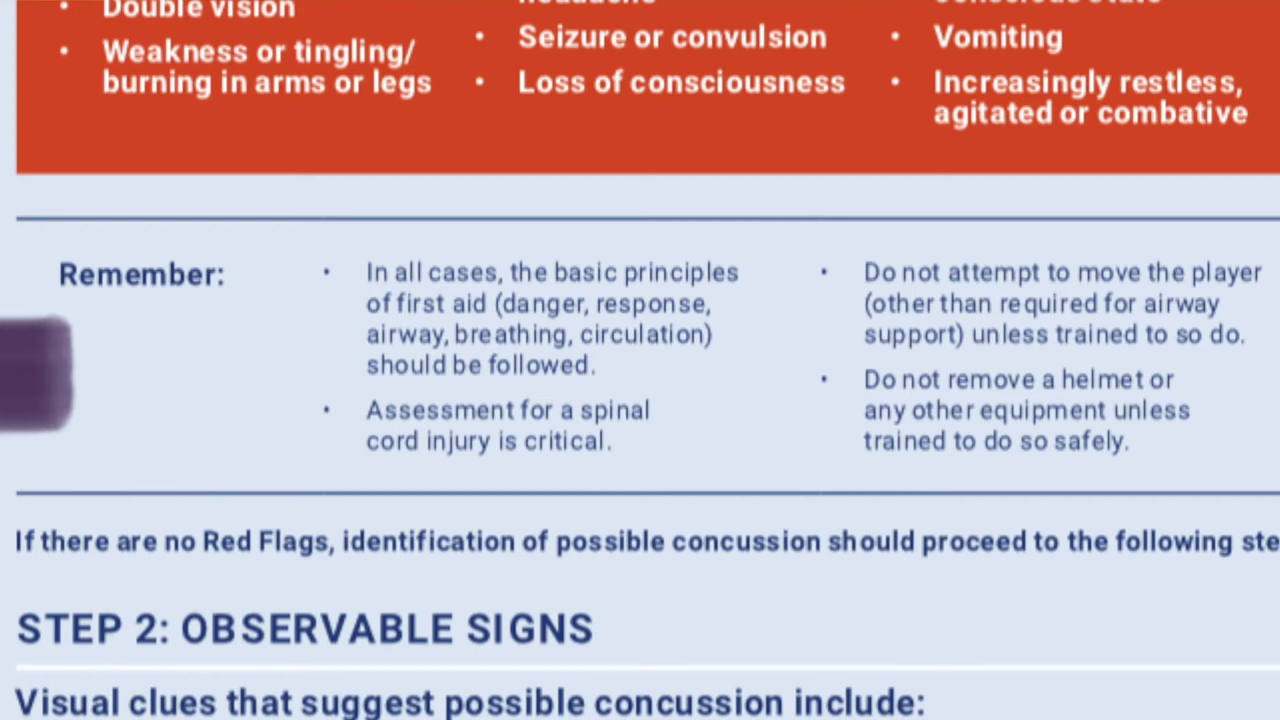 • Double vision
• Weakness or tingling/
burning in arms or legs
headache
• Seizure or convulsion
• Loss of consciousness
conscious state
• Vomiting
• Increasingly restless,
agitated or combative
Remember:
• In all cases, the basic principles
of first aid (danger, response,
airway, breathing, circulation)
should be followed.
• Assessment for a spinal
cord injury is critical.
• Do not attempt to move the player
(other than required for airway
support) unless trained to so do.
• Do not remove a helmet or
any other equipment unless
trained to do so safely.
If there are no Red Flags, identification of possible concussion should proceed to the following ste
STEP 2: OBSERVABLE SIGNS
Visual clues that suggest possible concussion include: